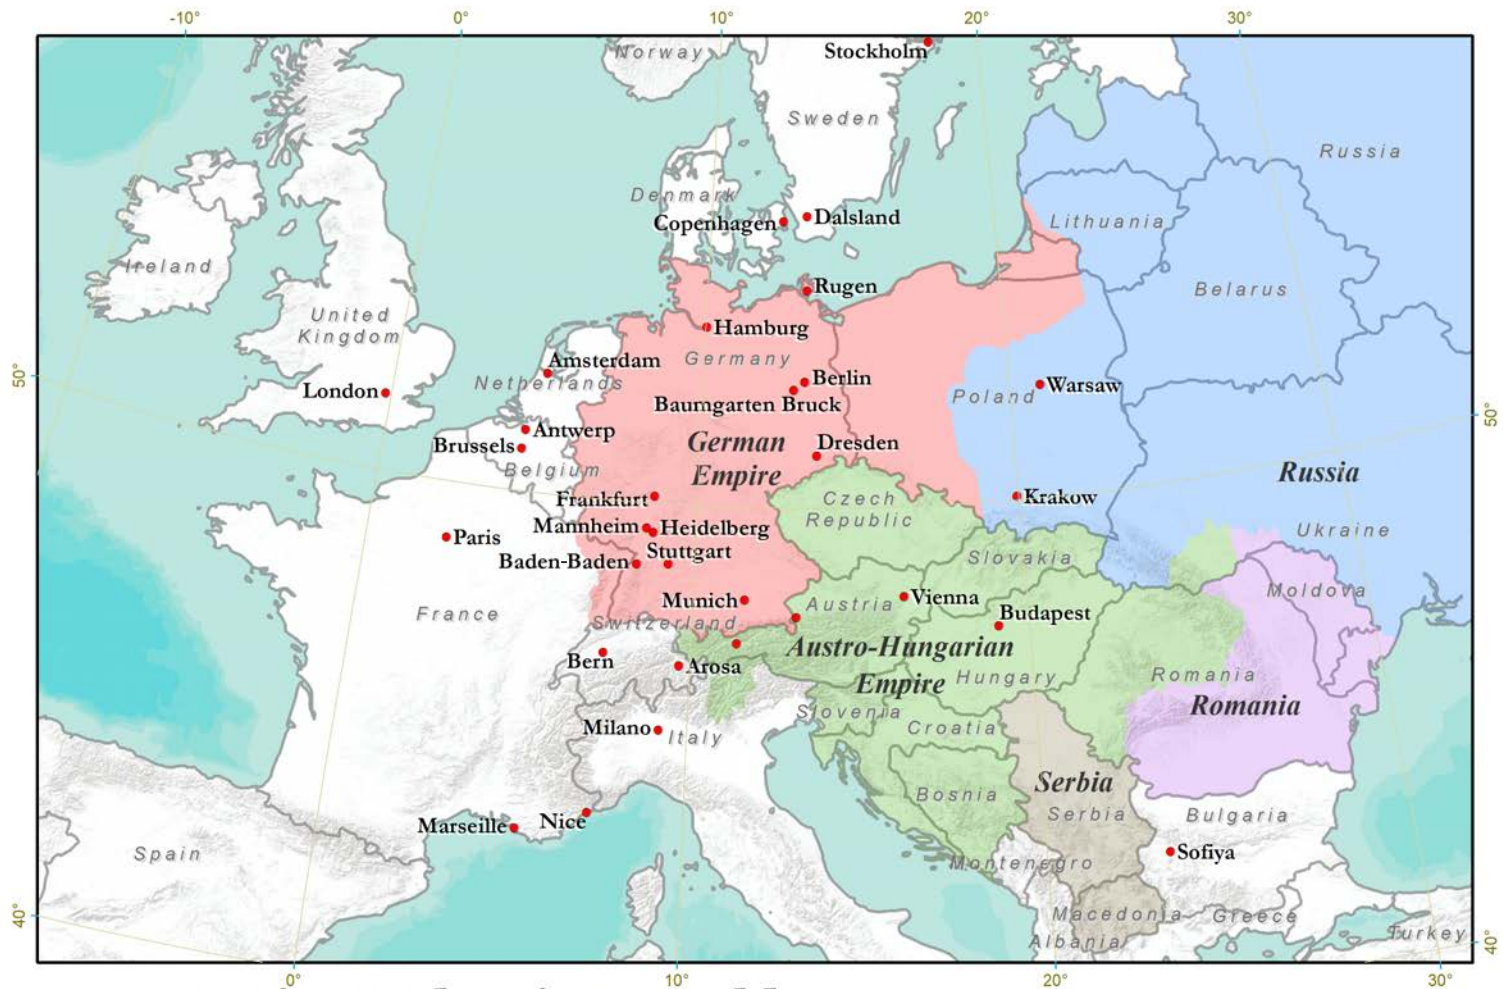 -10°
0°
10°
20°
30°
Norway
Stockholm
Sweden
Russia
Denmark
Copenhagen
Dalsland
Lithuania
Ireland
Rugen
Belarus
United
Kingdom
Hamburg
Germany
Amsterdam
Netherlands
50°
London
Berlin
Baumgarten Bruck
Warsaw
Poland
50°
Antwerp
Brussels
Belgium
German
Empire
Dresden
Russia
Frankfurt
Czech
Republic
Krakow
Mannheim
Heidelberg
Ukraine
Paris
Stuttgart
Baden-Baden
Slovakia
Moldova
France
Munich
Austria
Vienna
Budapest
Switzerland
Austro-Hungarian
Empire
Bern
Arosa
Hungary
Romania
Romania
Slovenia
Croatia
Milano
Italy
Serbia
Bosnia
Serbia
Bulgaria
Marseille
Nice
Spain
Montenegro
Sofiya
40°
Macedonia
Greece
Albania
Turkey
40°
0°
10°
20°
30°